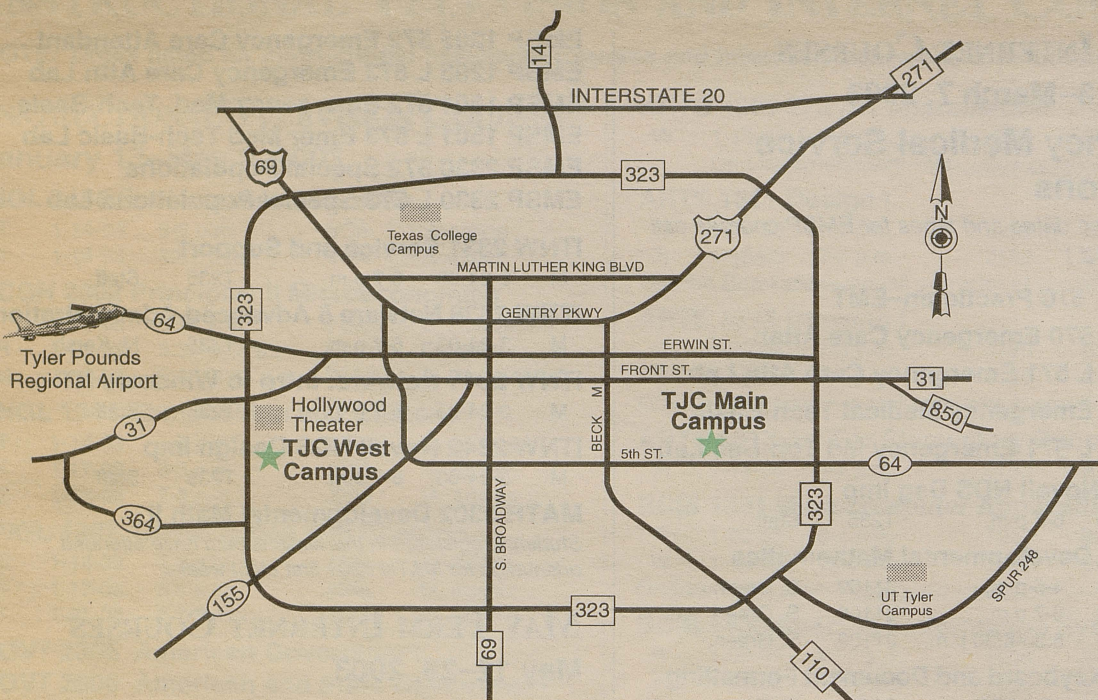 14
271
INTERSTATE 20
69
323
N
Texas College
Campus
271
MARTIN LUTHER KING BLVD
323
64
GENTRY PKWY
Tyler Pounds
Regional Airport
ERWIN ST.
FRONT ST.
31
850
Hollywood
Theater
TJC West
Campus
BECK M
TJC Main
Campus
31
5th ST.
64
364
S. BROADWAY
323
UT Tyler
Campus
SPUR 248
155
323
69
110